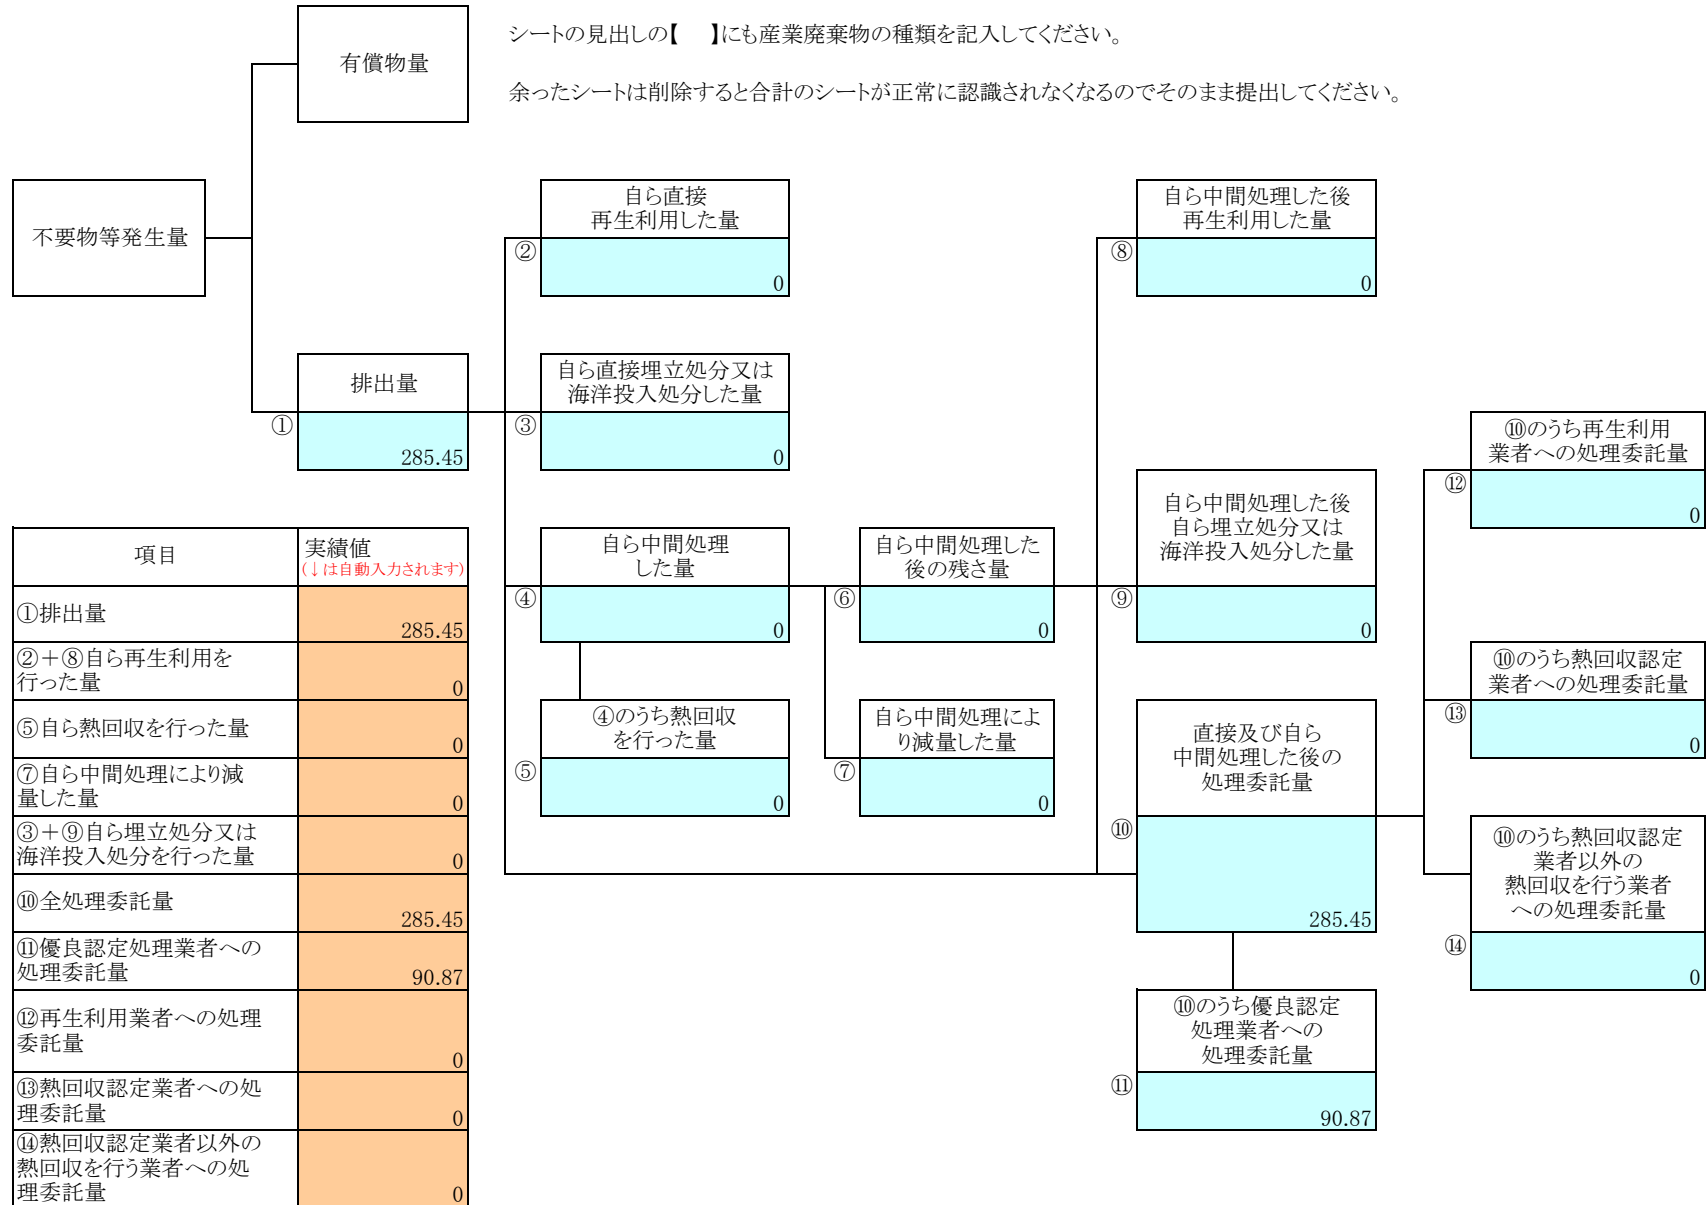 シートの見出しの【　】にも産業廃棄物の種類を記入してください。
余ったシートは削除すると合計のシートが正常に認識されなくなるのでそのまま提出してください。
有償物量
不要物等発生量
排出量
①
285.45
自ら直接
再生利用した量
②
0
自ら直接埋立処分又は
海洋投入処分した量
③
0
自ら中間処理
した量
④
0
④のうち熱回収
を行った量
⑤
0
自ら中間処理した
後の残さ量
⑥
0
自ら中間処理によ
り減量した量
⑦
0
自ら中間処理した後
再生利用した量
⑧
0
自ら中間処理した後
自ら埋立処分又は
海洋投入処分した量
⑨
0
直接及び自ら
中間処理した後の
処理委託量
⑩
285.45
⑩のうち優良認定
処理業者への
処理委託量
⑪
90.87
⑩のうち再生利用
業者への処理委託量
⑫
0
⑩のうち熱回収認定
業者への処理委託量
⑬
0
⑩のうち熱回収認定
業者以外の
熱回収を行う業者
への処理委託量
⑭
0
項目
実績値
(↓は自動入力されます)
①排出量
285.45
②＋⑧自ら再生利用を
行った量
0
⑤自ら熱回収を行った量
0
⑦自ら中間処理により減
量した量
0
③＋⑨自ら埋立処分又は
海洋投入処分を行った量
0
⑩全処理委託量
285.45
⑪優良認定処理業者への
処理委託量
90.87
⑫再生利用業者への処理
委託量
0
⑬熱回収認定業者への処
理委託量
0
⑭熱回収認定業者以外の
熱回収を行う業者への処
理委託量
0